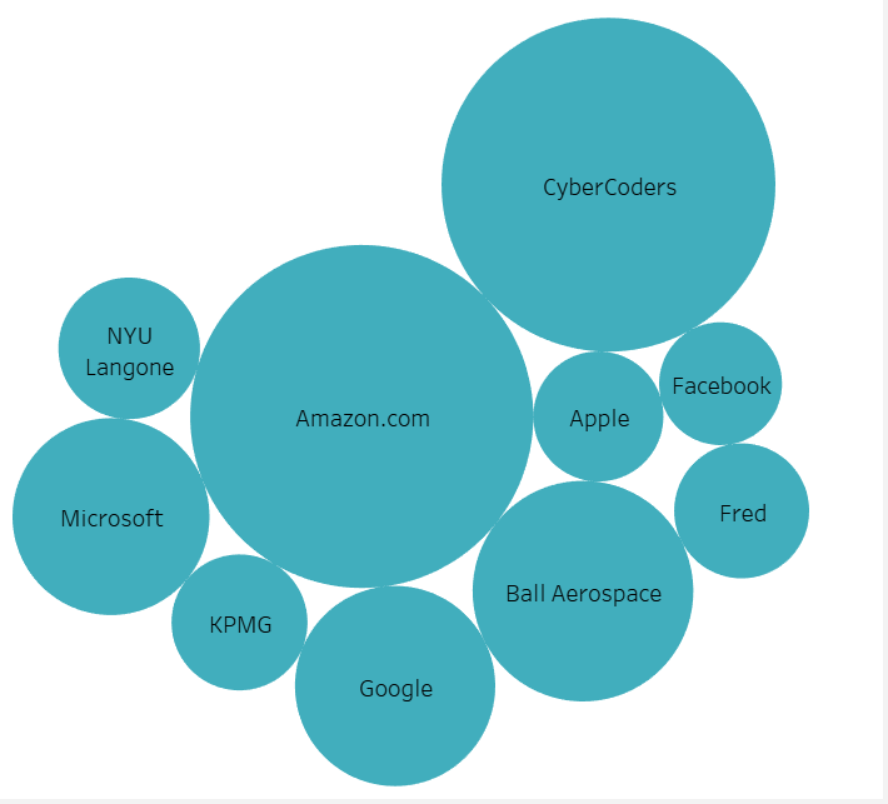 CyberCoders
NYU
Langone
Facebook
Amazon.com
Apple
Microsoft
Fred
Ball Aerospace
KPMG
Google